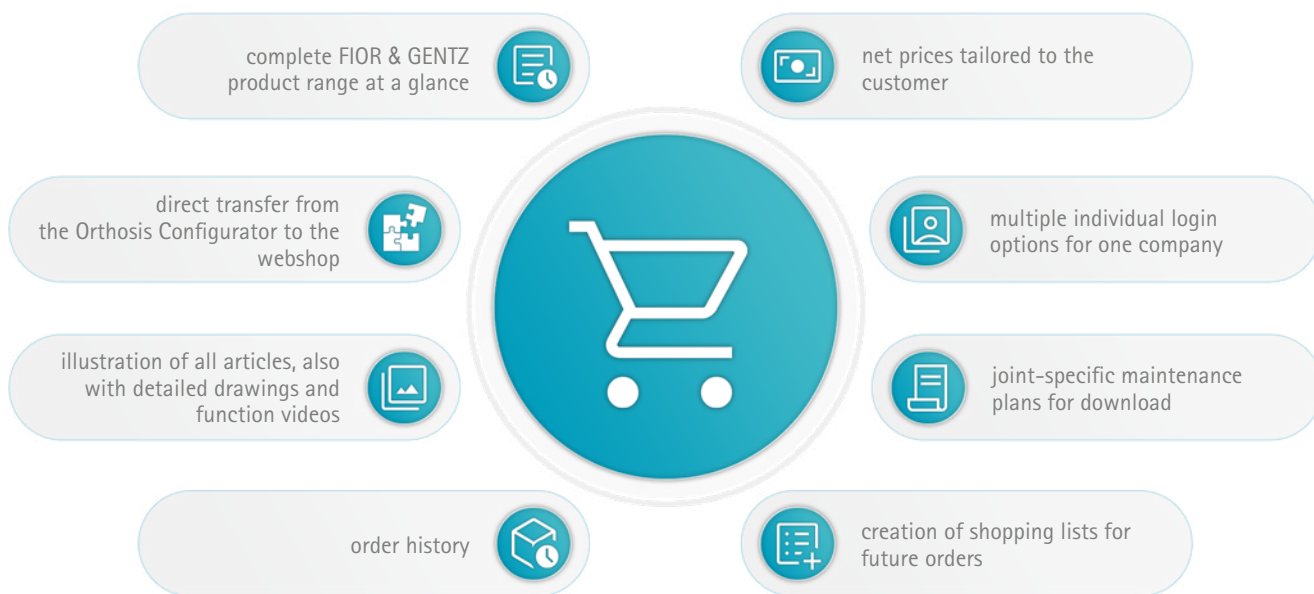 complete FIOR & GENTZ
product range at a glance
net prices tailored to the
customer
direct transfer from
the Orthosis Configurator to the
webshop
multiple individual login
options for one company
illustration of all articles, also
with detailed drawings and
function videos
joint-specific maintenance
plans for download
order history
creation of shopping lists for
future orders